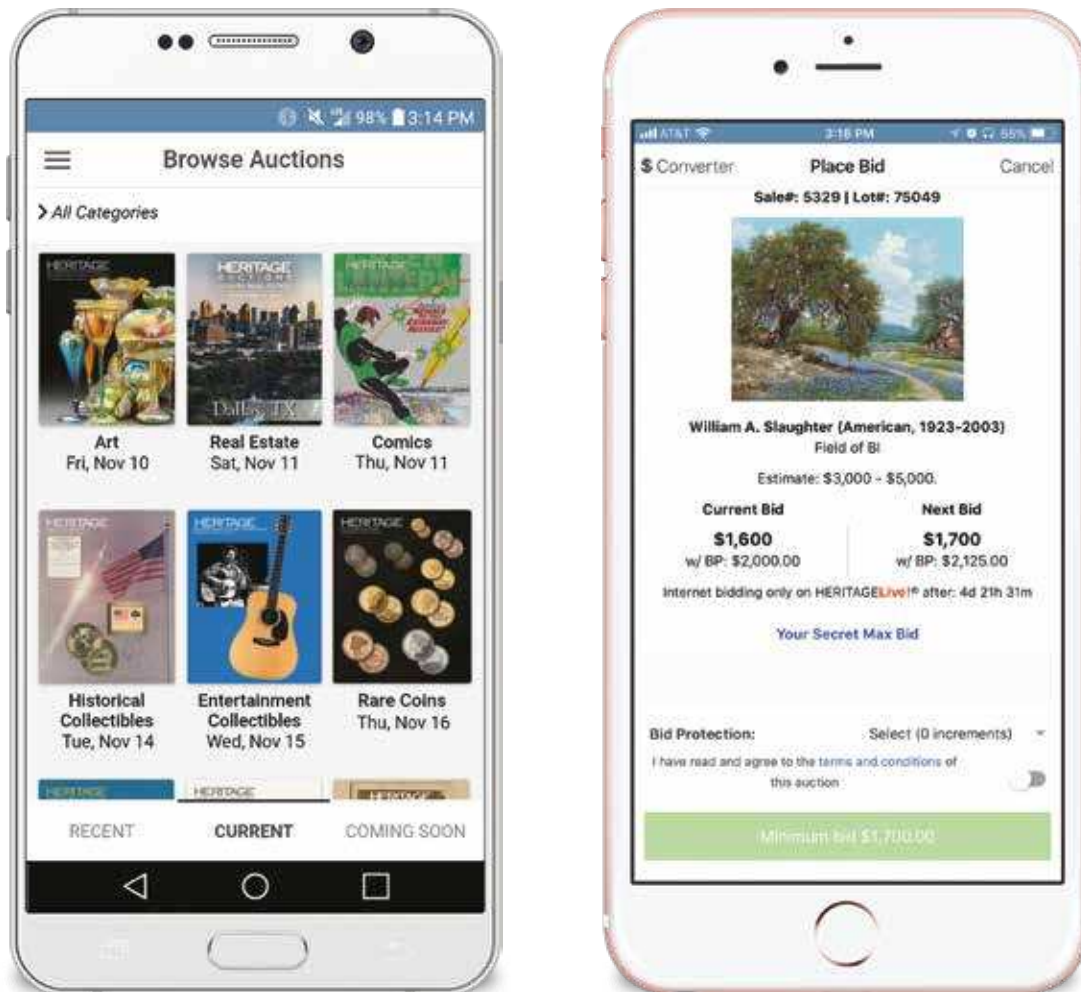 98% 3:14 PM
Browse Auctions
> All Categories
HERITAGE
HERITAGE
AUCTIONS
Dallas, TX
Art
Fri, Nov 10
Real Estate
Sat, Nov 11
Comics
Thu, Nov 11
HERITAGE
HERITAGE
HERITAGE
Historical
Collectibles
Tue, Nov 14
Entertainment
Collectibles
Wed, Nov 15
Rare Coins
Thu, Nov 16
HERITAGE
HERITAGE
HERITAGE
RECENT
CURRENT
COMING SOON
AT&T 3:16 PM 55%
$ Converter
Place Bid
Cancel
Sale#: 5329 | Lot#: 75049
William A. Slaughter (American, 1923-2003)
Field of Bl
Estimate: $3,000 - $5,000.
Current Bid
$1,600
w/ BP: $2,000.00
Next Bid
$1,700
w/ BP: $2,125.00
Internet bidding only on HERITAGELive!® after: 4d 21h 31m
Your Secret Max Bid
Bid Protection: Select (0 increments)
I have read and agree to the terms and conditions of
this auction
Minimum bid $1,700.00